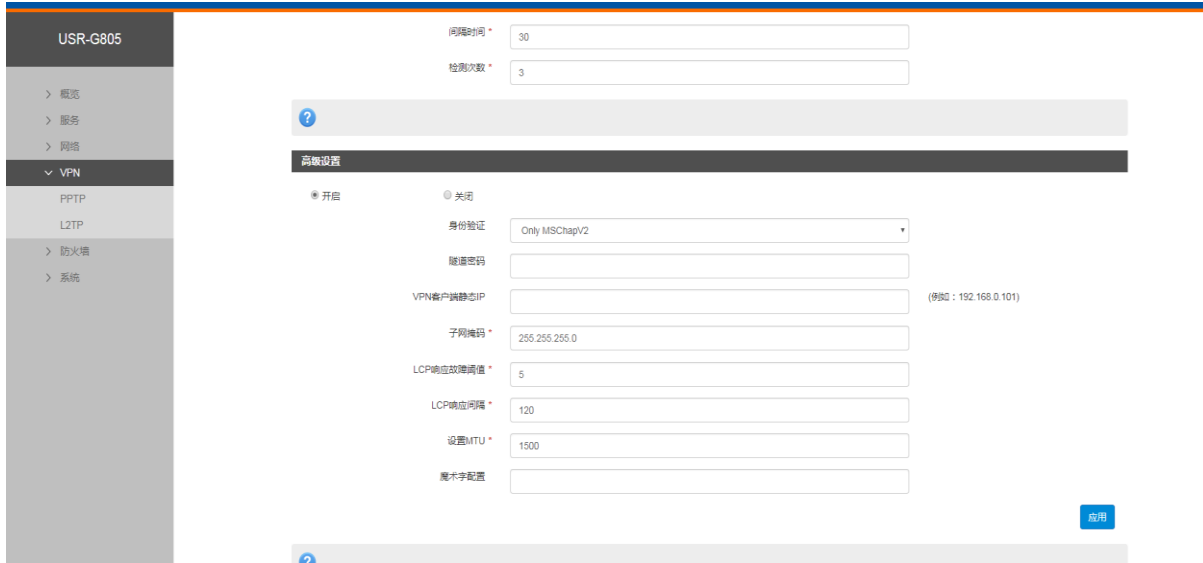 USR-G805
> 概览
> 服务
> 网络
VPN
PPTP
L2TP
> 防火墙
> 系统
间隔时间 *
30
检测次数 *
3
?
高级设置
开启
关闭
身份验证
Only MSChapV2
隧道密码
VPN客户端静态IP
(例如：192.168.0.101)
子网掩码 *
255.255.255.0
LCP响应故障阈值 *
5
LCP响应间隔 *
120
设置MTU *
1500
魔术字配置
应用
?